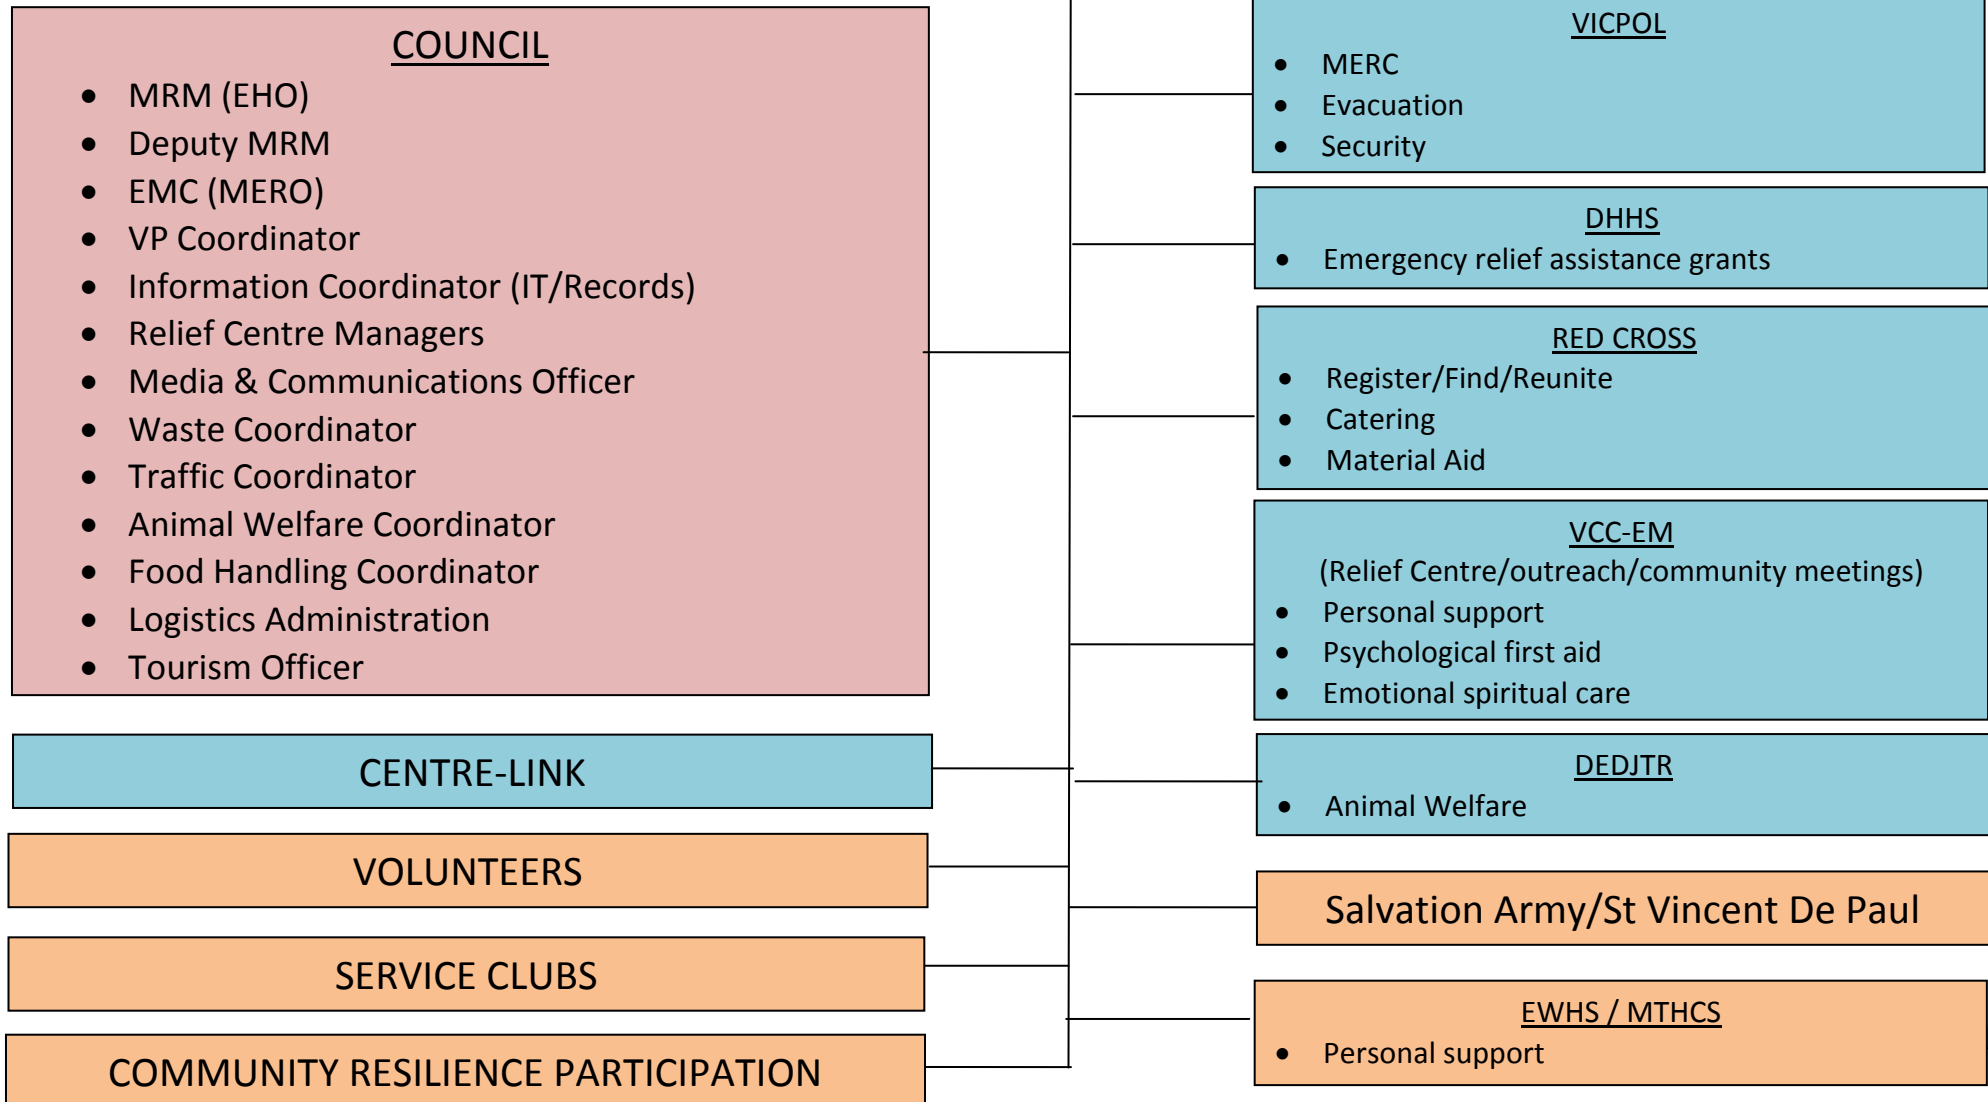 COUNCIL
• MRM (EHO)
• Deputy MRM
• EMC (MERO)
• VP Coordinator
• Information Coordinator (IT/Records)
• Relief Centre Managers
• Media & Communications Officer
• Waste Coordinator
• Traffic Coordinator
• Animal Welfare Coordinator
• Food Handling Coordinator
• Logistics Administration
• Tourism Officer
CENTRE-LINK
VOLUNTEERS
SERVICE CLUBS
COMMUNITY RESILIENCE PARTICIPATION
VICPOL
• MERC
• Evacuation
• Security
DHHS
• Emergency relief assistance grants
RED CROSS
• Register/Find/Reunite
• Catering
• Material Aid
VCC-EM
(Relief Centre/outreach/community meetings)
• Personal support
• Psychological first aid
• Emotional spiritual care
DEDJTR
• Animal Welfare
Salvation Army/St Vincent De Paul
EWHS / MTHCS
• Personal support